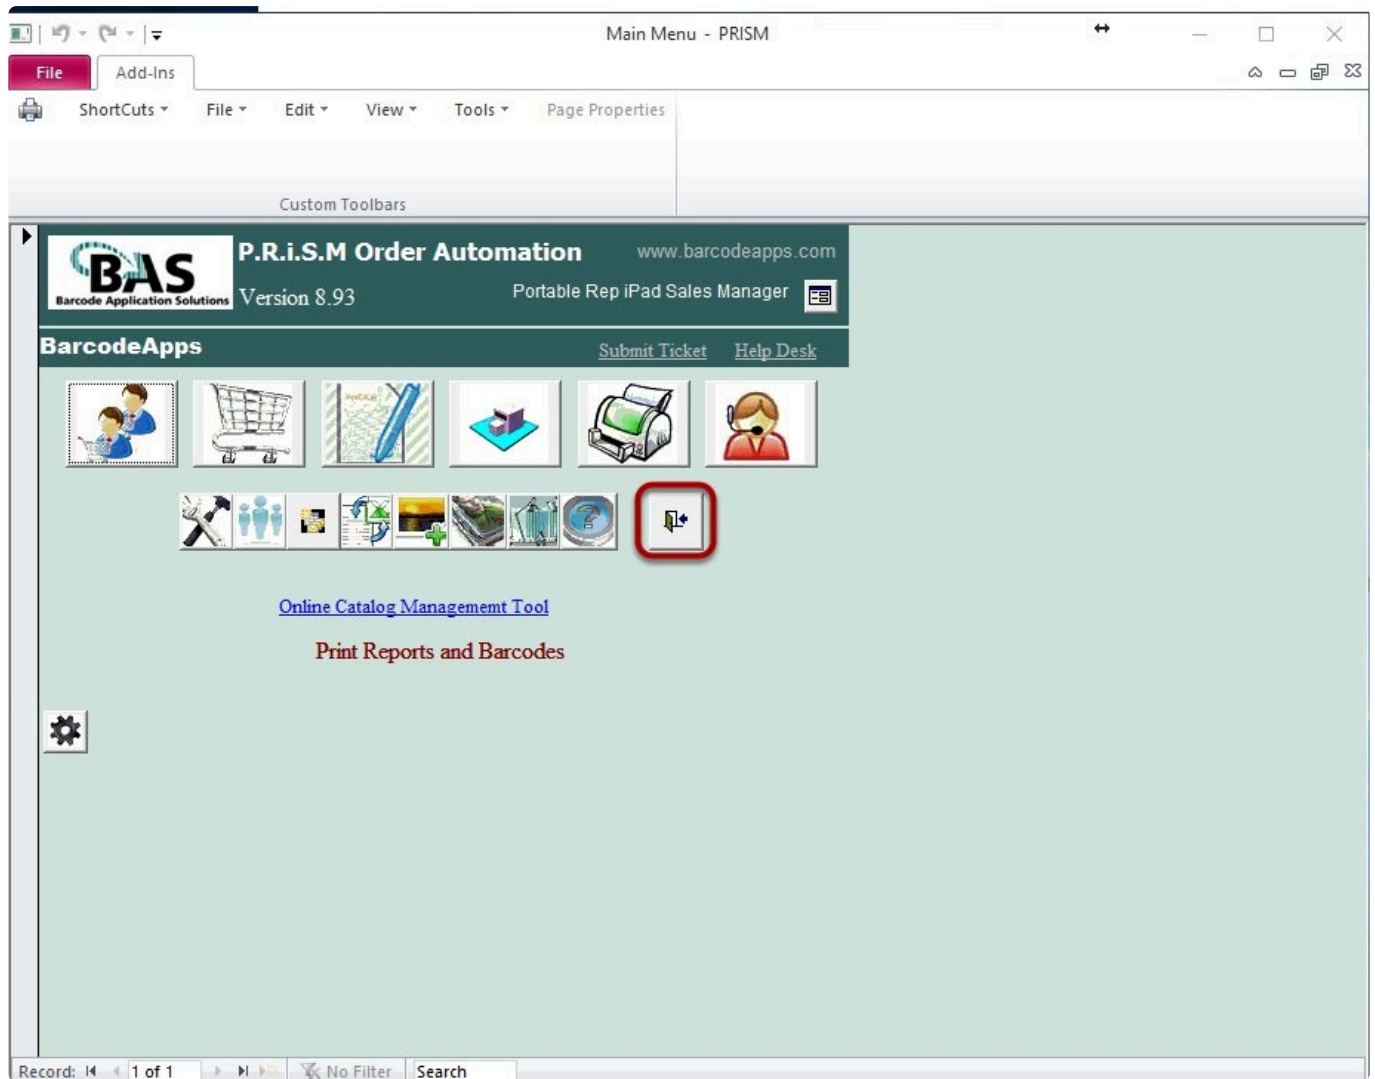 Main Menu - PRISM
File Add-Ins
ShortCuts File Edit View Tools Page Properties
Custom Toolbars
BAS
Barcode Application Solutions
P.R.i.S.M Order Automation www.barcodeapps.com
Version 8.93 Portable Rep iPad Sales Manager
BarcodeApps Submit Ticket Help Desk
Online Catalog Managememt Tool
Print Reports and Barcodes
Record: 1 of 1 No Filter Search